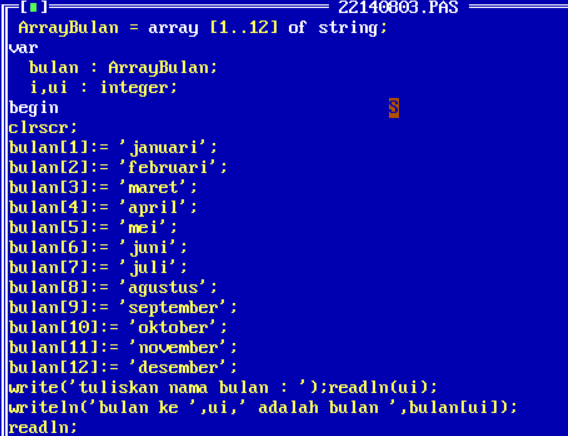 22140803.PAS
ArrayBulan = array [1..12] of string;
var
bulan : ArrayBulan;
i,ui : integer;
begin
S
clrscr;
bulan[1]:= 'januari';
bulan[2]:= 'februari';
bulan[3]:= 'maret';
bulan[4]:= 'april';
bulan[5]:= 'mei';
bulan[6]:= 'juni';
bulan[7]:= 'juli';
bulan[8]:= 'agustus';
bulan[9]:= 'september';
bulan[10]:= 'oktober';
bulan[11]:= 'november';
bulan[12]:= 'desember';
write('tuliskan nama bulan : ');readln(ui);
writeln('bulan ke ',ui,' adalah bulan ',bulan[ui]);
readln;